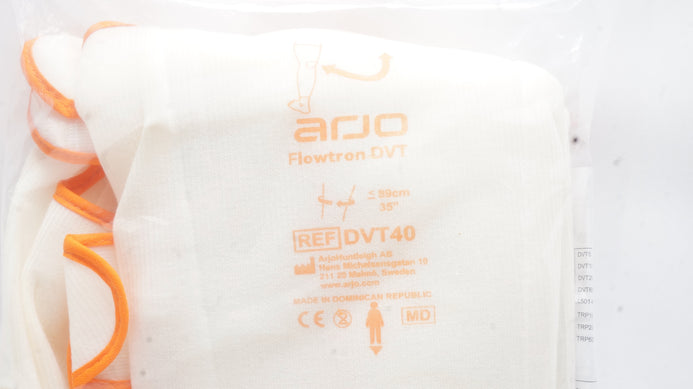 arjo
Flowtron DVT
≤ 89cm
35"
REF DVT40
ArjoHuntleigh AB
Hans Michelsensgatan 10
211 20 Malmö, Sweden
www.arjo.com
MADE IN DOMINICAN REPUBLIC
CE MD